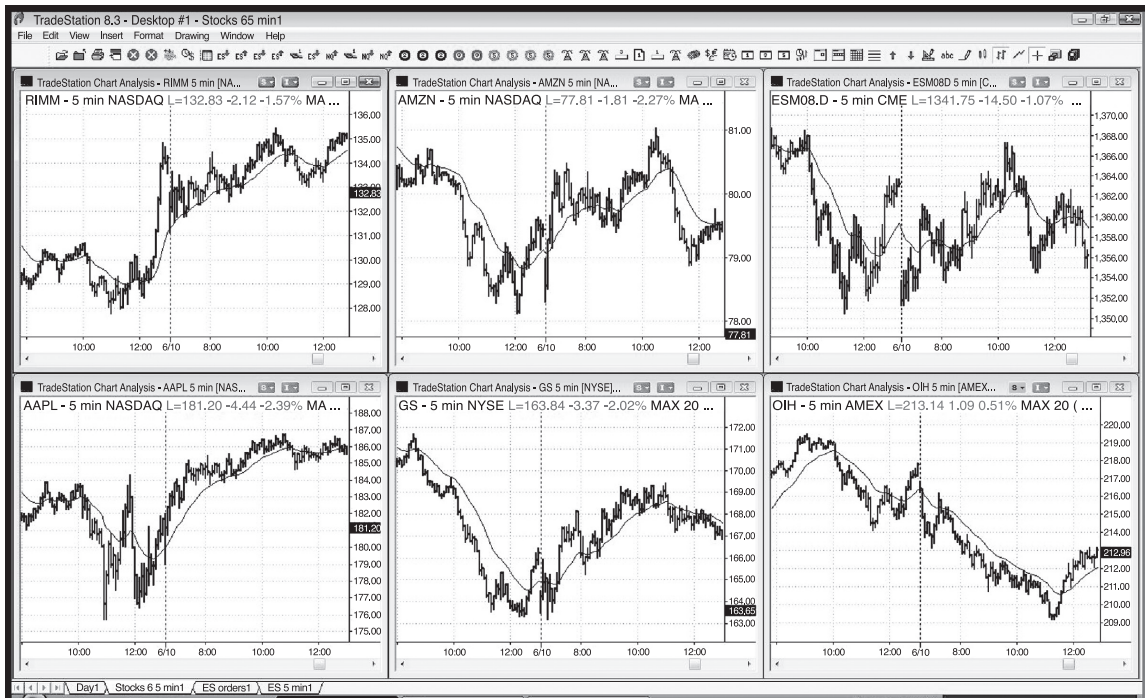 TradeStation 8.3 - Desktop #1 - Stocks 65 min1
File Edit View Insert Format Drawing Window Help
TradeStation Chart Analysis - RIMM 5 min [NA...
RIMM - 5 min NASDAQ L=132.83 -2.12 -1.57% MA ...
136.00
135.00
134.00
133.00
132.83
132.00
131.00
130.00
129.00
128.00
10:00 12:00 6/10 8:00 10:00 12:00
TradeStation Chart Analysis - AMZN 5 min [NA...
AMZN - 5 min NASDAQ L=77.81 -1.81 -2.27% MA ...
81.00
80.00
79.00
78.00
77,81
10:00 12:00 6/10 8:00 10:00 12:00
TradeStation Chart Analysis - ESM08D 5 min [C...
ESM08.D - 5 min CME L=1341.75 -14.50 -1.07% ...
1,370,00
1,368,00
1,366,00
1,362,00
1,360,00
1,358,00
1,356,00
1,352,00
1,350,00
10:00 12:00 6/10 8:00 10:00 12:00
TradeStation Chart Analysis - AAPL 5 min [NAS...
AAPL - 5 min NASDAQ L=181.20 -4.44 -2.39% MA ...
188.00
187.00
186.00
185.00
183.00
182.00
181.20
180.00
179.00
178.00
176.00
175.00
10:00 12:00 6/10 8:00 10:00 12:00
TradeStation Chart Analysis - GS 5 min [NYSE]...
GS - 5 min NYSE L=163.84 -3.37 -2.02% MAX 20 ...
172,00
171,00
170,00
169,00
168,00
166,00
165,00
164,00
163,65
163,00
10:00 12:00 6/10 8:00 10:00 12:00
TradeStation Chart Analysis - OIH 5 min [AMEX...
OIH - 5 min AMEX L=213.14 1.09 0.51% MAX 20 ( ...
220,00
219,00
218,00
217,00
216,00
215,00
212,96
212,00
210,00
209,00
10:00 12:00 6/10 8:00 10:00 12:00
Day1 Stocks 6 5 min1 ES orders1 ES 5 min1